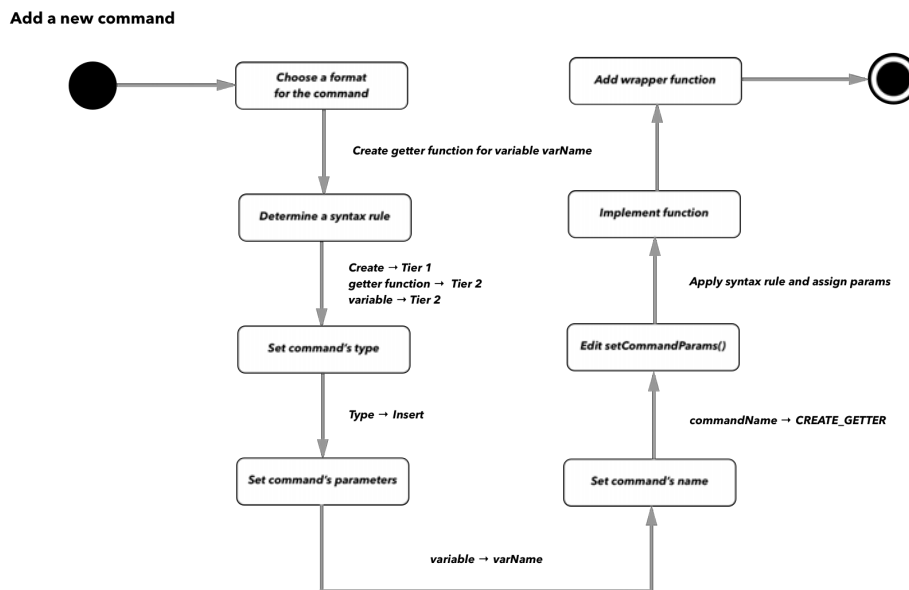 Add a new command
Choose a format
for the command
Create getter function for variable varName
Determine a syntax rule
Create → Tier 1
getter function → Tier 2
variable → Tier 2
Set command's type
Type → Insert
Set command's parameters
variable → varName
Set command's name
commandName → CREATE_GETTER
Edit setCommandParams()
Apply syntax rule and assign params
Implement function
Add wrapper function